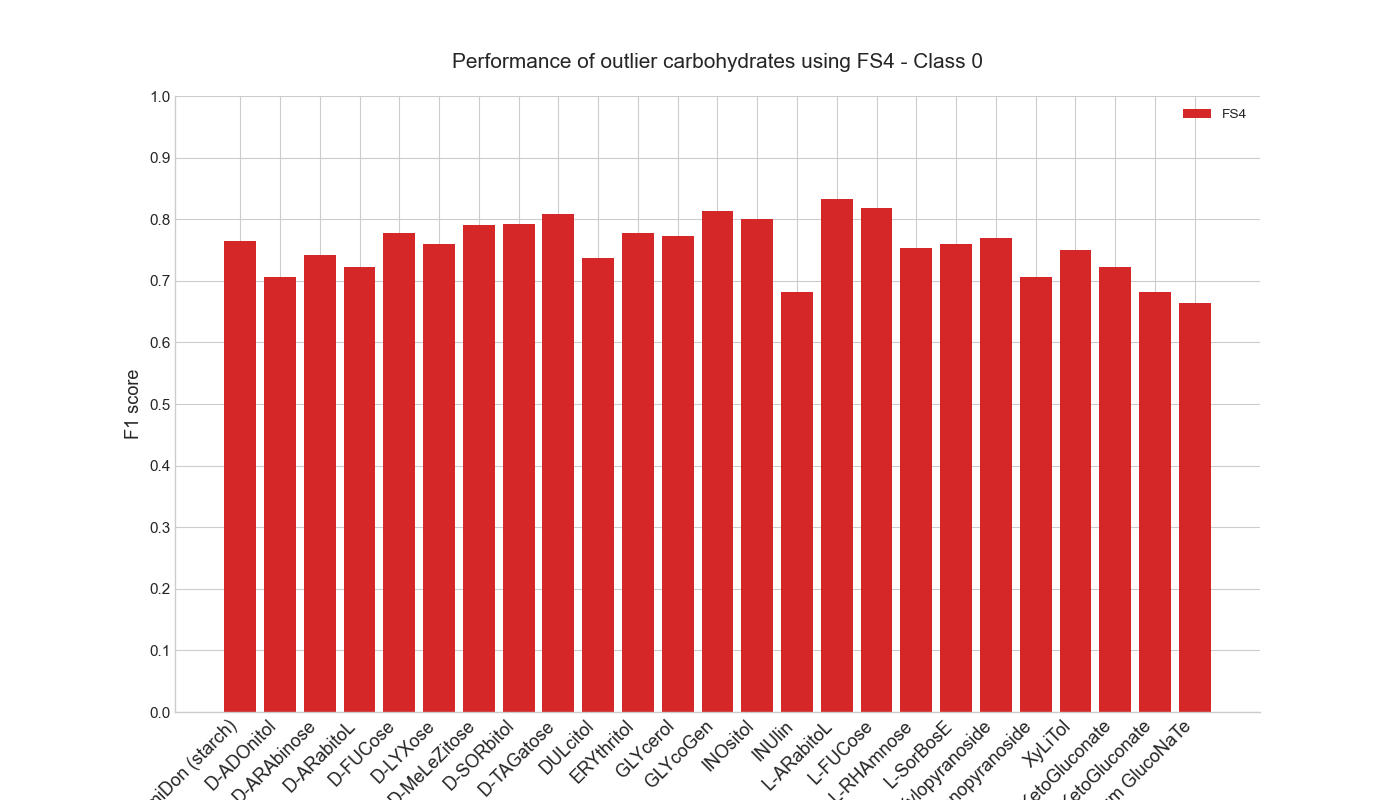 Performance of outlier carbohydrates using FS4 - Class 0
FS4
F1 score
1.0
0.9
0.8
0.7
0.6
0.5
0.4
0.3
0.2
0.1
0.0
(starch)
D-ADOnitol
D-ARAbinose
D-ARabitoL
D-FUCose
D-LYXose
D-MeLeZitose
D-SORbitol
D-TAGatose
DULcitol
ERYthritol
GLYcerol
GLYcoGen
INOsitol
INUlin
L-ARabitoL
L-FUCose
L-RHAmnose
L-SorBosE
XyLiTol
GlucoNaTe